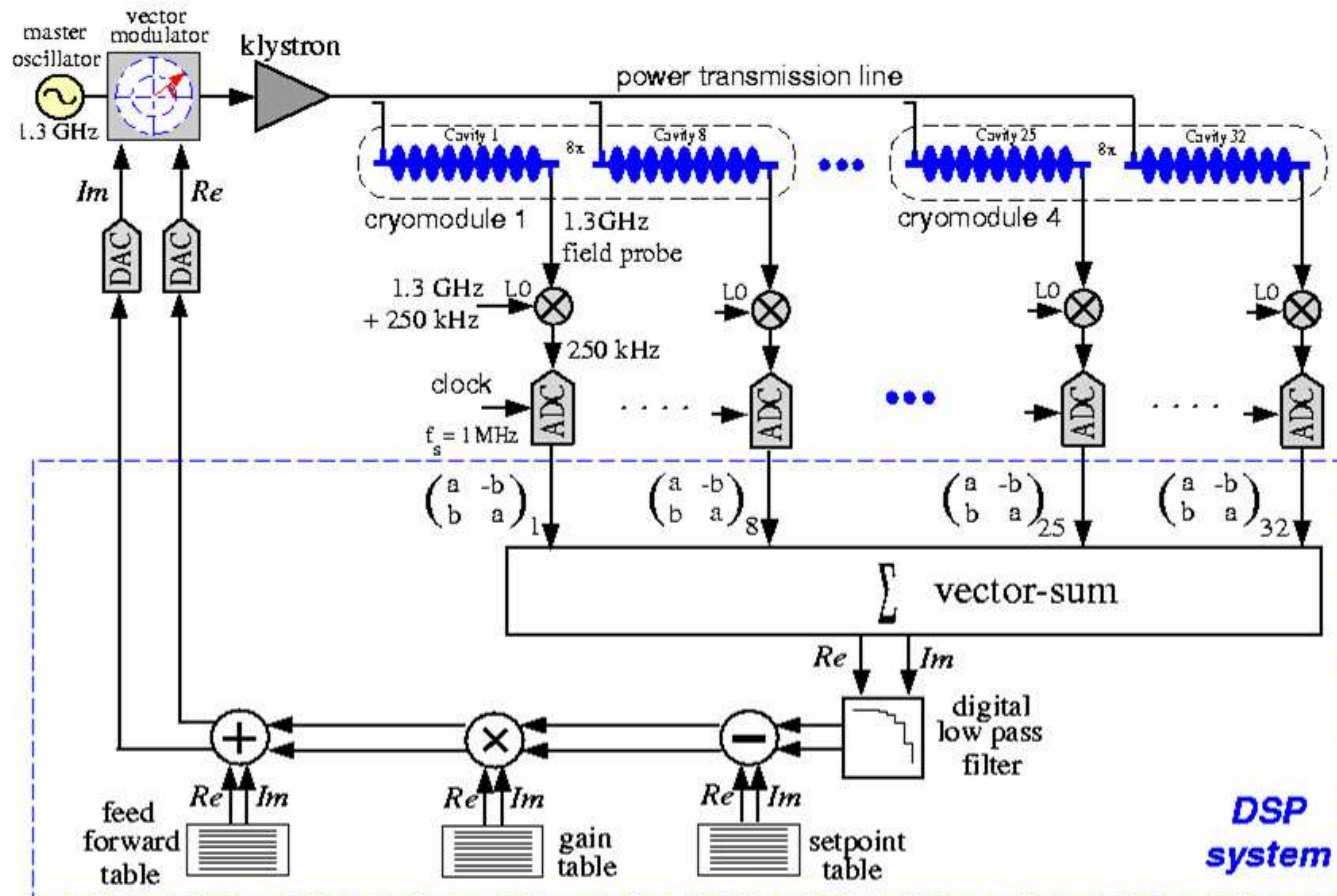 master
oscillator
1.3 GHz
vector
modulator
klystron
power transmission line
Cavity 1
8x
Cavity 8
Cavity 25
8x
Cavity 32
cryomodule 1
cryomodule 4
Im
Re
DAC
DAC
1.3GHz
field probe
1.3 GHz
+ 250 kHz
LO
LO
LO
LO
250 kHz
clock
f_s = 1 MHz
ADC
. . . .
ADC
ADC
. . . .
ADC
(a -b
b a)1
(a -b
b a)8
(a -b
b a)25
(a -b
b a)32
∑ vector-sum
Re Im
digital
low pass
filter
+
×
−
Re Im
Re Im
Re Im
feed
forward
table
gain
table
setpoint
table
DSP
system